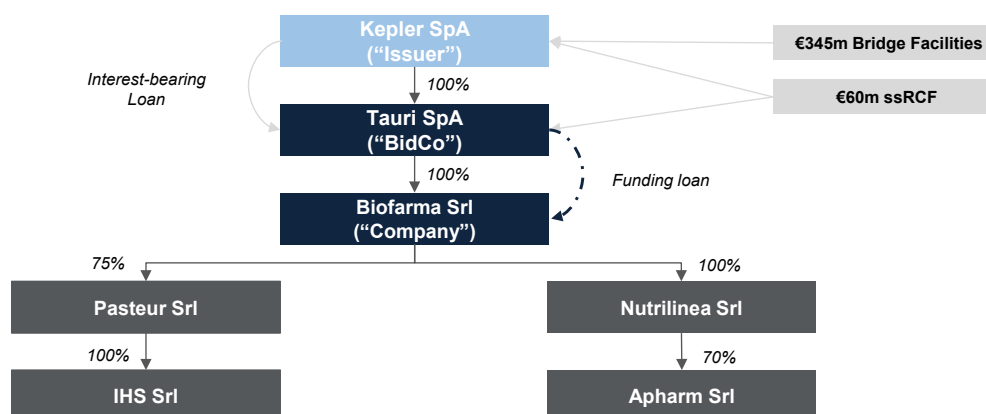 Kepler SpA
(“Issuer”)
€345m Bridge Facilities
Interest-bearing
Loan
100%
€60m ssRCF
Tauri SpA
(“BidCo”)
100%
Funding loan
Biofarma Srl
(“Company”)
75%
100%
Pasteur Srl
Nutrilinea Srl
100%
70%
IHS Srl
Apharm Srl